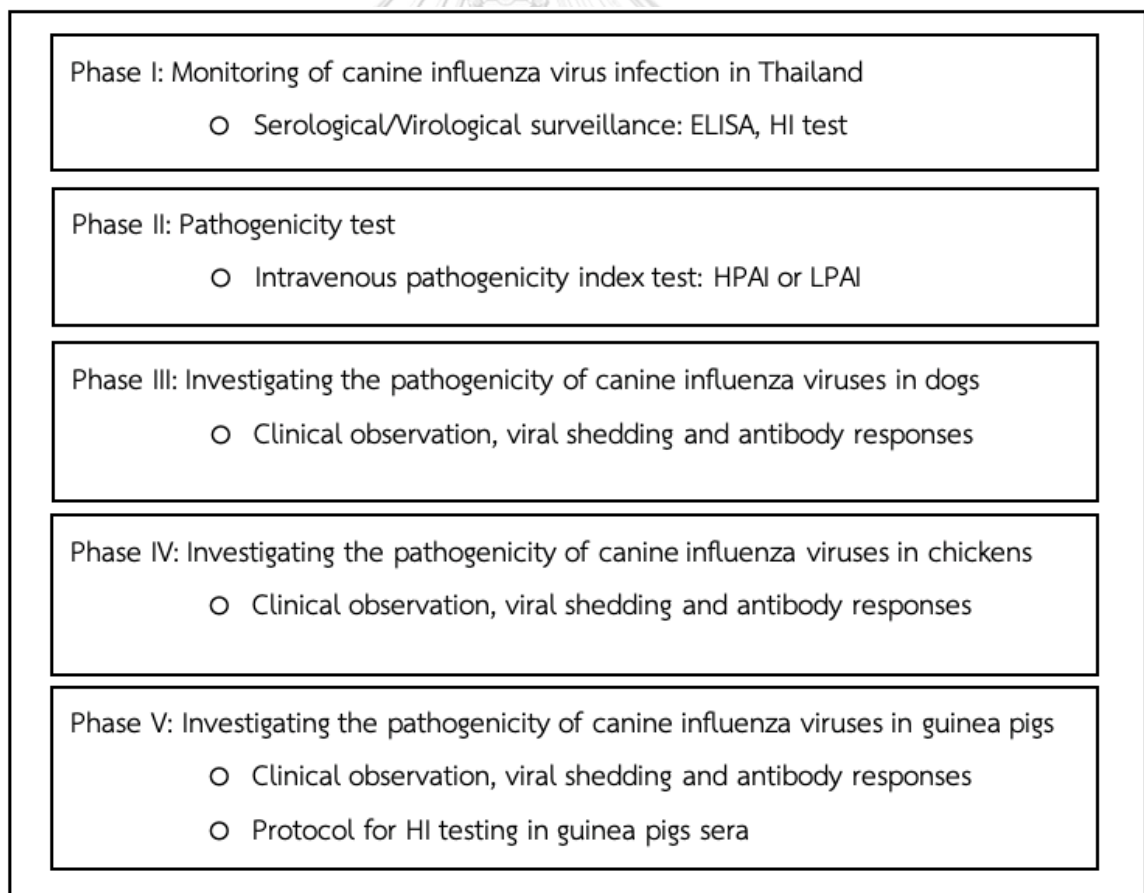 Phase I: Monitoring of canine influenza virus infection in Thailand
o Serological/Virological surveillance: ELISA, HI test
Phase II: Pathogenicity test
o Intravenous pathogenicity index test: HPAI or LPAI
Phase III: Investigating the pathogenicity of canine influenza viruses in dogs
o Clinical observation, viral shedding and antibody responses
Phase IV: Investigating the pathogenicity of canine influenza viruses in chickens
o Clinical observation, viral shedding and antibody responses
Phase V: Investigating the pathogenicity of canine influenza viruses in guinea pigs
o Clinical observation, viral shedding and antibody responses
o Protocol for HI testing in guinea pigs sera